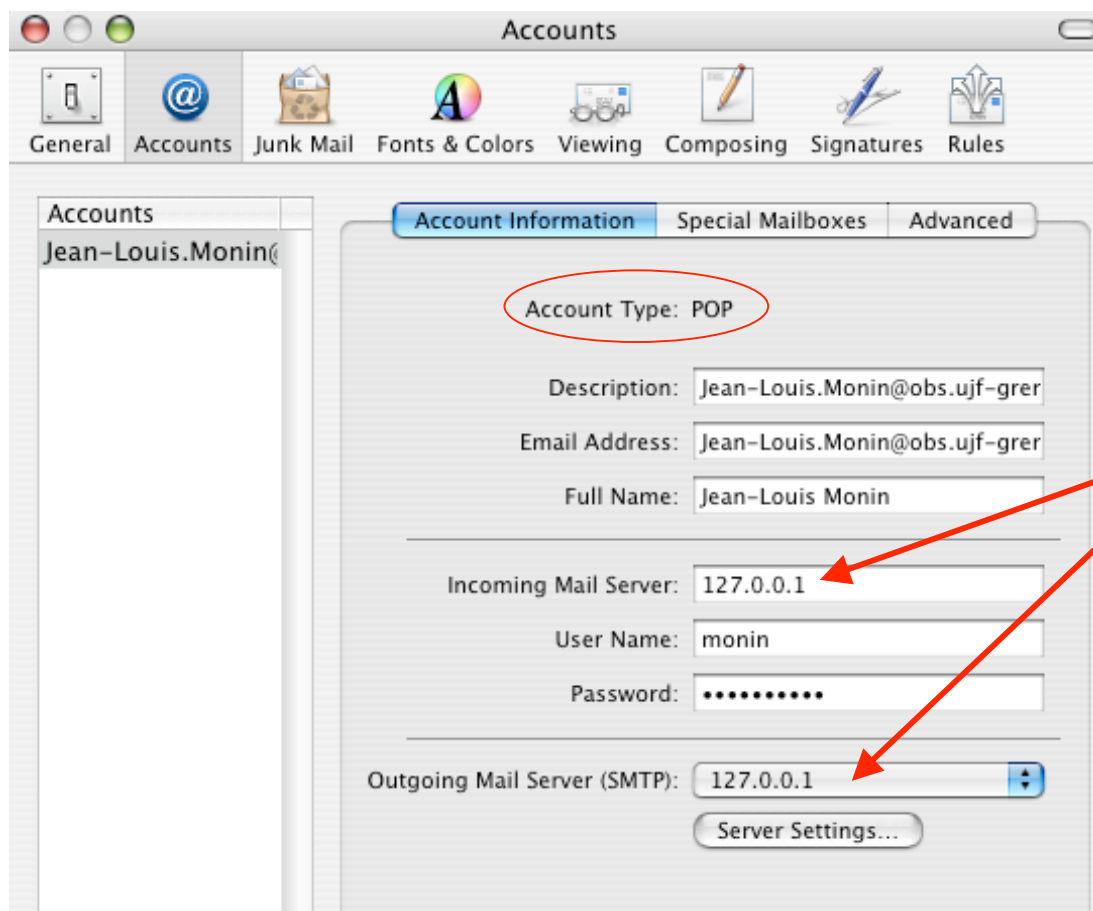 Accounts
General Accounts Junk Mail Fonts & Colors Viewing Composing Signatures Rules
Accounts
Jean-Louis.Monin@
Account Information Special Mailboxes Advanced
Account Type: POP
Description: Jean-Louis.Monin@obs.ujf-grer
Email Address: Jean-Louis.Monin@obs.ujf-grer
Full Name: Jean-Louis Monin
Incoming Mail Server: 127.0.0.1
User Name: monin
Password: ••••••••••
Outgoing Mail Server (SMTP): 127.0.0.1
Server Settings...